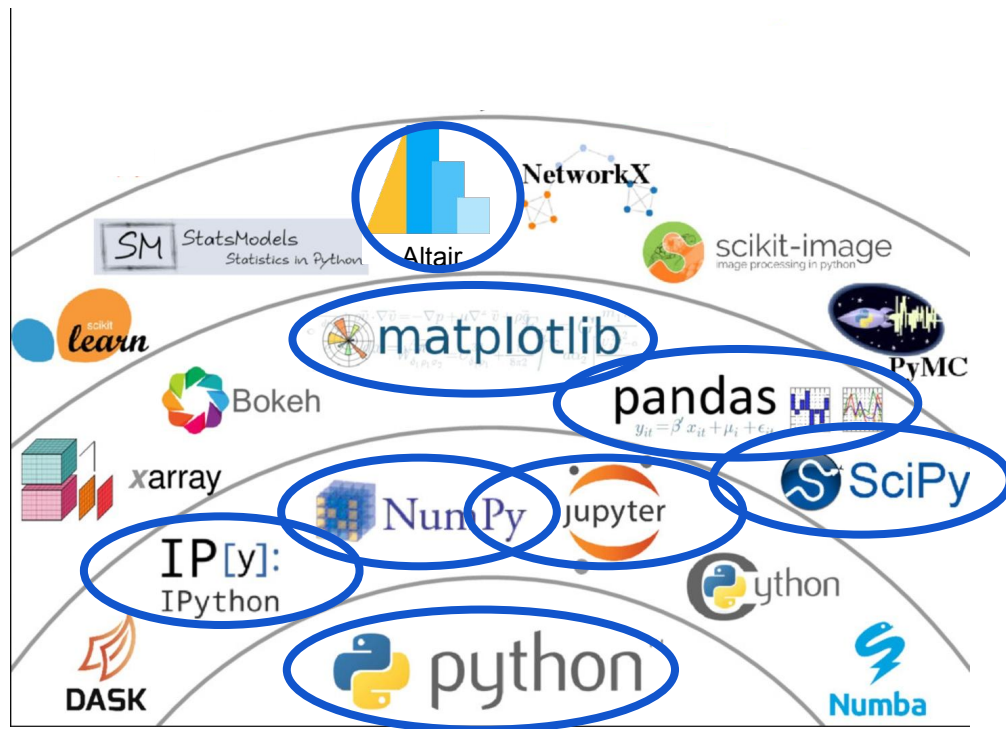 NetworkX
SM StatsModels
Statistics in Python
Altair
scikit-image
image processing in python
scikit
learn
matplotlib
PyMC
Bokeh
pandas
xarray
NumPy
jupyter
SciPy
IP[y]:
IPython
Cython
DASK
python
Numba